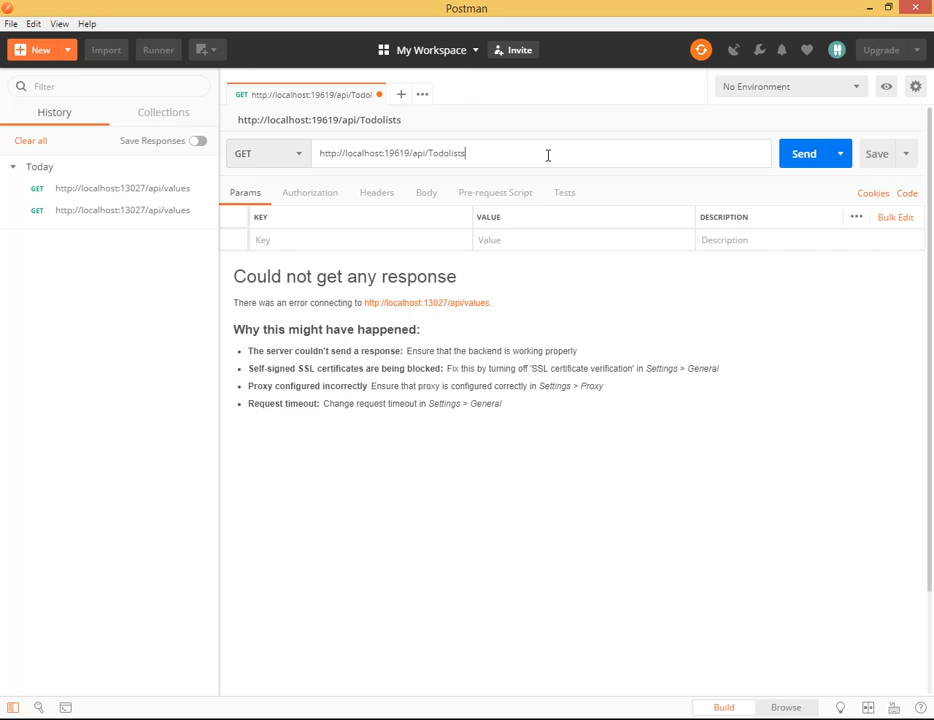 Postman
File Edit View Help
New Import Runner My Workspace Invite Upgrade
Filter
History Collections
Clear all Save Responses
Today
GET http://localhost:13027/api/values
GET http://localhost:13027/api/values
GET http://localhost:19619/api/Todol No Environment
http://localhost:19619/api/Todolists
GET http://localhost:19619/api/Todolists Send Save
Params Authorization Headers Body Pre-request Script Tests Cookies Code
KEY VALUE DESCRIPTION Bulk Edit
Key Value Description
Could not get any response
There was an error connecting to http://localhost:13027/api/values.
Why this might have happened:
• The server couldn't send a response: Ensure that the backend is working properly
• Self-signed SSL certificates are being blocked: Fix this by turning off 'SSL certificate verification' in Settings > General
• Proxy configured incorrectly Ensure that proxy is configured correctly in Settings > Proxy
• Request timeout: Change request timeout in Settings > General
Build Browse